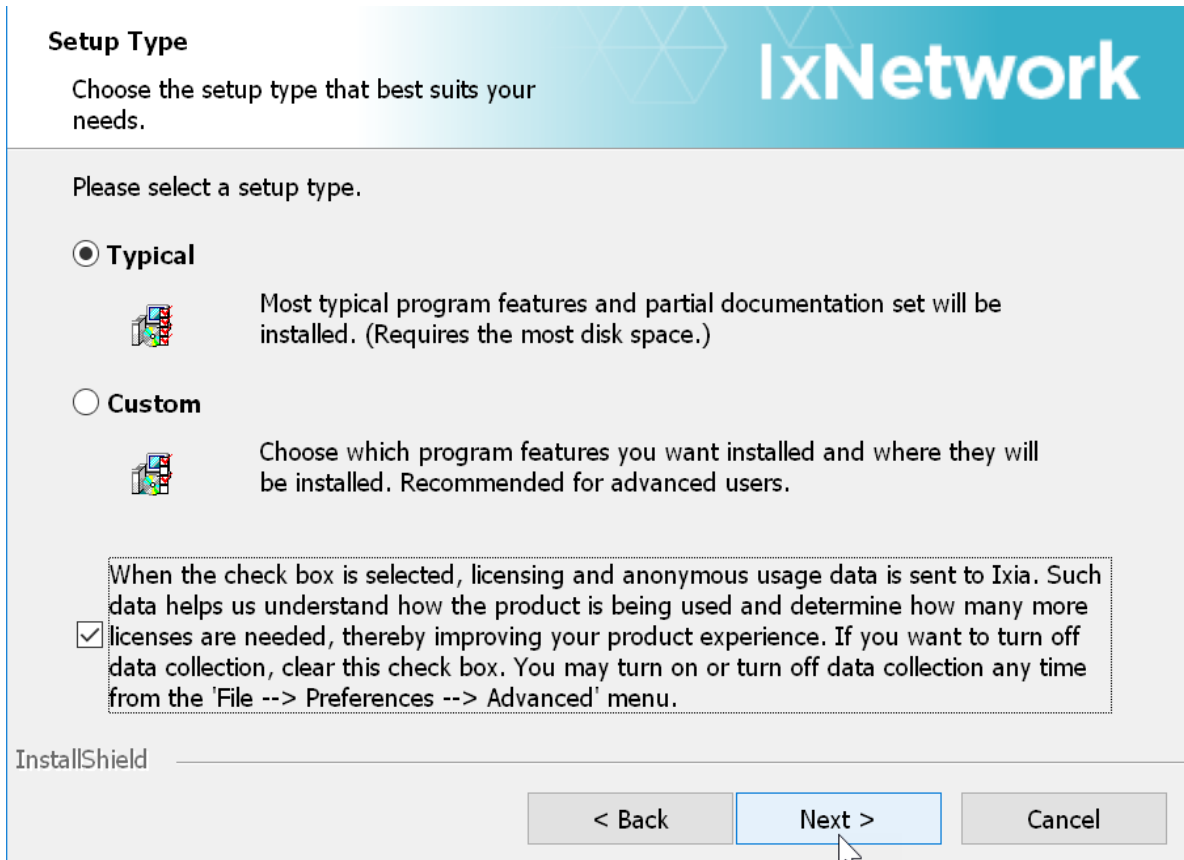 Setup Type
IxNetwork
Choose the setup type that best suits your
needs.
Please select a setup type.
Typical
Most typical program features and partial documentation set will be
installed. (Requires the most disk space.)
Custom
Choose which program features you want installed and where they will
be installed. Recommended for advanced users.
When the check box is selected, licensing and anonymous usage data is sent to Ixia. Such
data helps us understand how the product is being used and determine how many more
licenses are needed, thereby improving your product experience. If you want to turn off
data collection, clear this check box. You may turn on or turn off data collection any time
from the 'File --> Preferences --> Advanced' menu.
InstallShield
< Back
Next >
Cancel